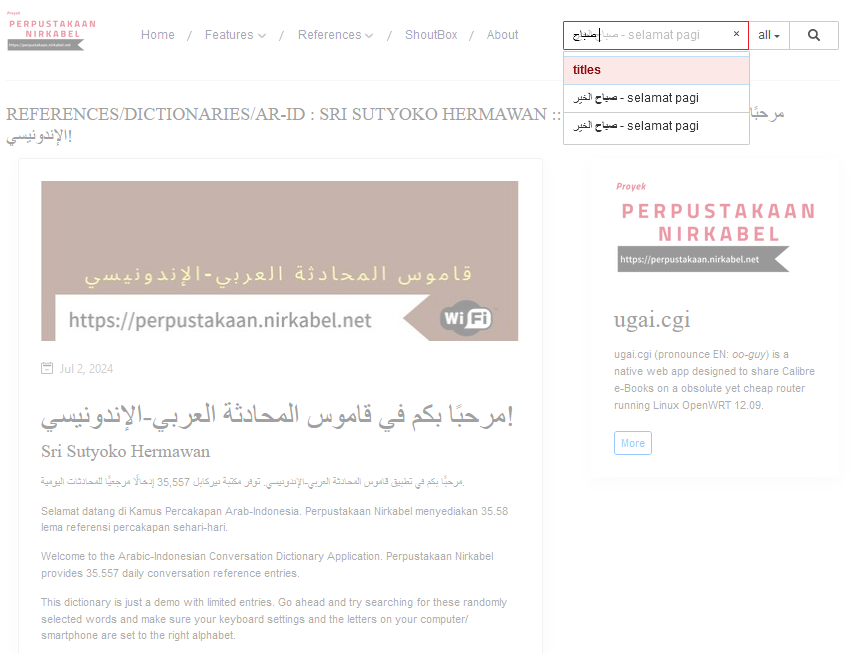 Proyek
PERPUSTAKAAN
NIRKABEL
https://perpustakaan.nirkabel.net
Home / Features / References / ShoutBox / About
صباح الخير - selamat pagi × all
titles
صباح الخير - selamat pagi
صباح الخير - selamat pagi
REFERENCES/DICTIONARIES/AR-ID : SRI SUTYOKO HERMAWAN :: مرحبًا
الإندونيسي!
قاموس المحادثة العربي-الإندونيسي
https://perpustakaan.nirkabel.net WiFi
Jul 2, 2024
مرحبًا بكم في قاموس المحادثة العربي-الإندونيسي!
Sri Sutyoko Hermawan
مرحبًا بكم في تطبيق قاموس المحادثة العربي-الإندونيسي. توفر مكتبة نيركابل 35,557 إدخالًا مرجعيًا للمحادثات اليومية.
Selamat datang di Kamus Percakapan Arab-Indonesia. Perpustakaan Nirkabel menyediakan 35.58
lema referensi percakapan sehari-hari.
Welcome to the Arabic-Indonesian Conversation Dictionary Application. Perpustakaan Nirkabel
provides 35.557 daily conversation reference entries.
This dictionary is just a demo with limited entries. Go ahead and try searching for these randomly
selected words and make sure your keyboard settings and the letters on your computer/
smartphone are set to the right alphabet.
Proyek
PERPUSTAKAAN
NIRKABEL
https://perpustakaan.nirkabel.net
ugai.cgi
ugai.cgi (pronounce EN: oo-guy) is a
native web app designed to share Calibre
e-Books on a obsolute yet cheap router
running Linux OpenWRT 12.09.
More